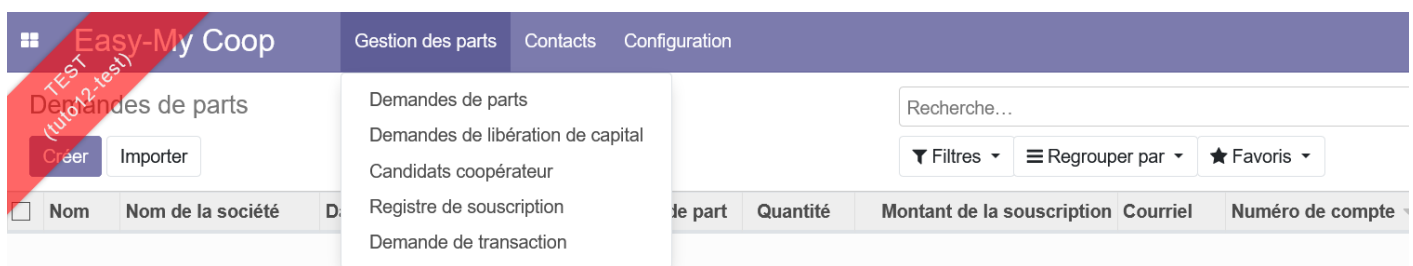 Easy-My Coop Gestion des parts Contacts Configuration
TEST
(tuto12-test)
Demandes de parts
Recherche...
Créer Importer
Filtres Regrouper par Favoris
Demandes de parts
Demandes de libération de capital
Candidats coopérateur
Registre de souscription
Demande de transaction
Nom Nom de la société de part Quantité Montant de la souscription Courriel Numéro de compte